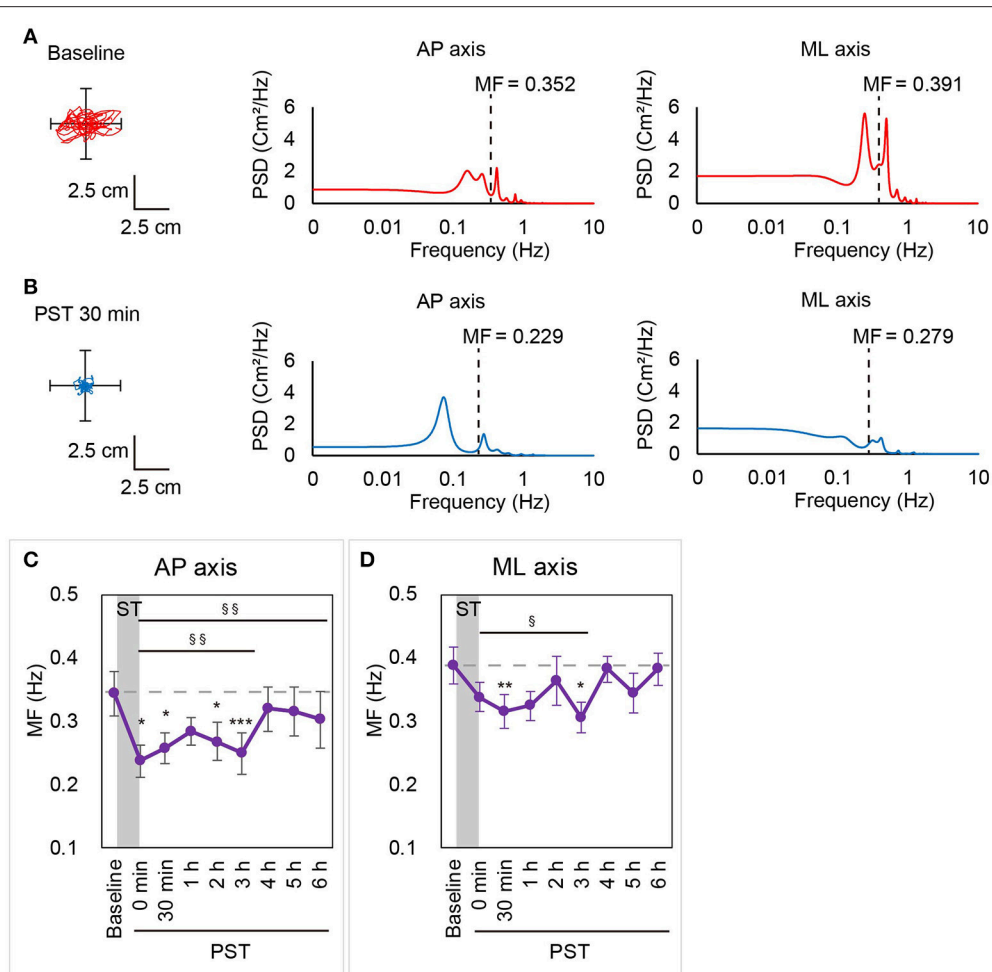 A
Baseline
2.5 cm
2.5 cm
AP axis
MF = 0.352
PSD (Cm²/Hz)
6
4
2
0
0 0.01 0.1 1 10
Frequency (Hz)
ML axis
MF = 0.391
PSD (Cm²/Hz)
6
4
2
0
0 0.01 0.1 1 10
Frequency (Hz)
B
PST 30 min
2.5 cm
2.5 cm
AP axis
MF = 0.229
PSD (Cm²/Hz)
6
4
2
0
0 0.01 0.1 1 10
Frequency (Hz)
ML axis
MF = 0.279
PSD (Cm²/Hz)
6
4
2
0
0 0.01 0.1 1 10
Frequency (Hz)
C
AP axis
MF (Hz)
0.5
0.4
0.3
0.2
0.1
ST
§§
§§
* * * ***
Baseline
0 min
30 min
1 h
2 h
3 h
4 h
5 h
6 h
PST
D
ML axis
MF (Hz)
0.5
0.4
0.3
0.2
0.1
ST
§
** *
Baseline
0 min
30 min
1 h
2 h
3 h
4 h
5 h
6 h
PST